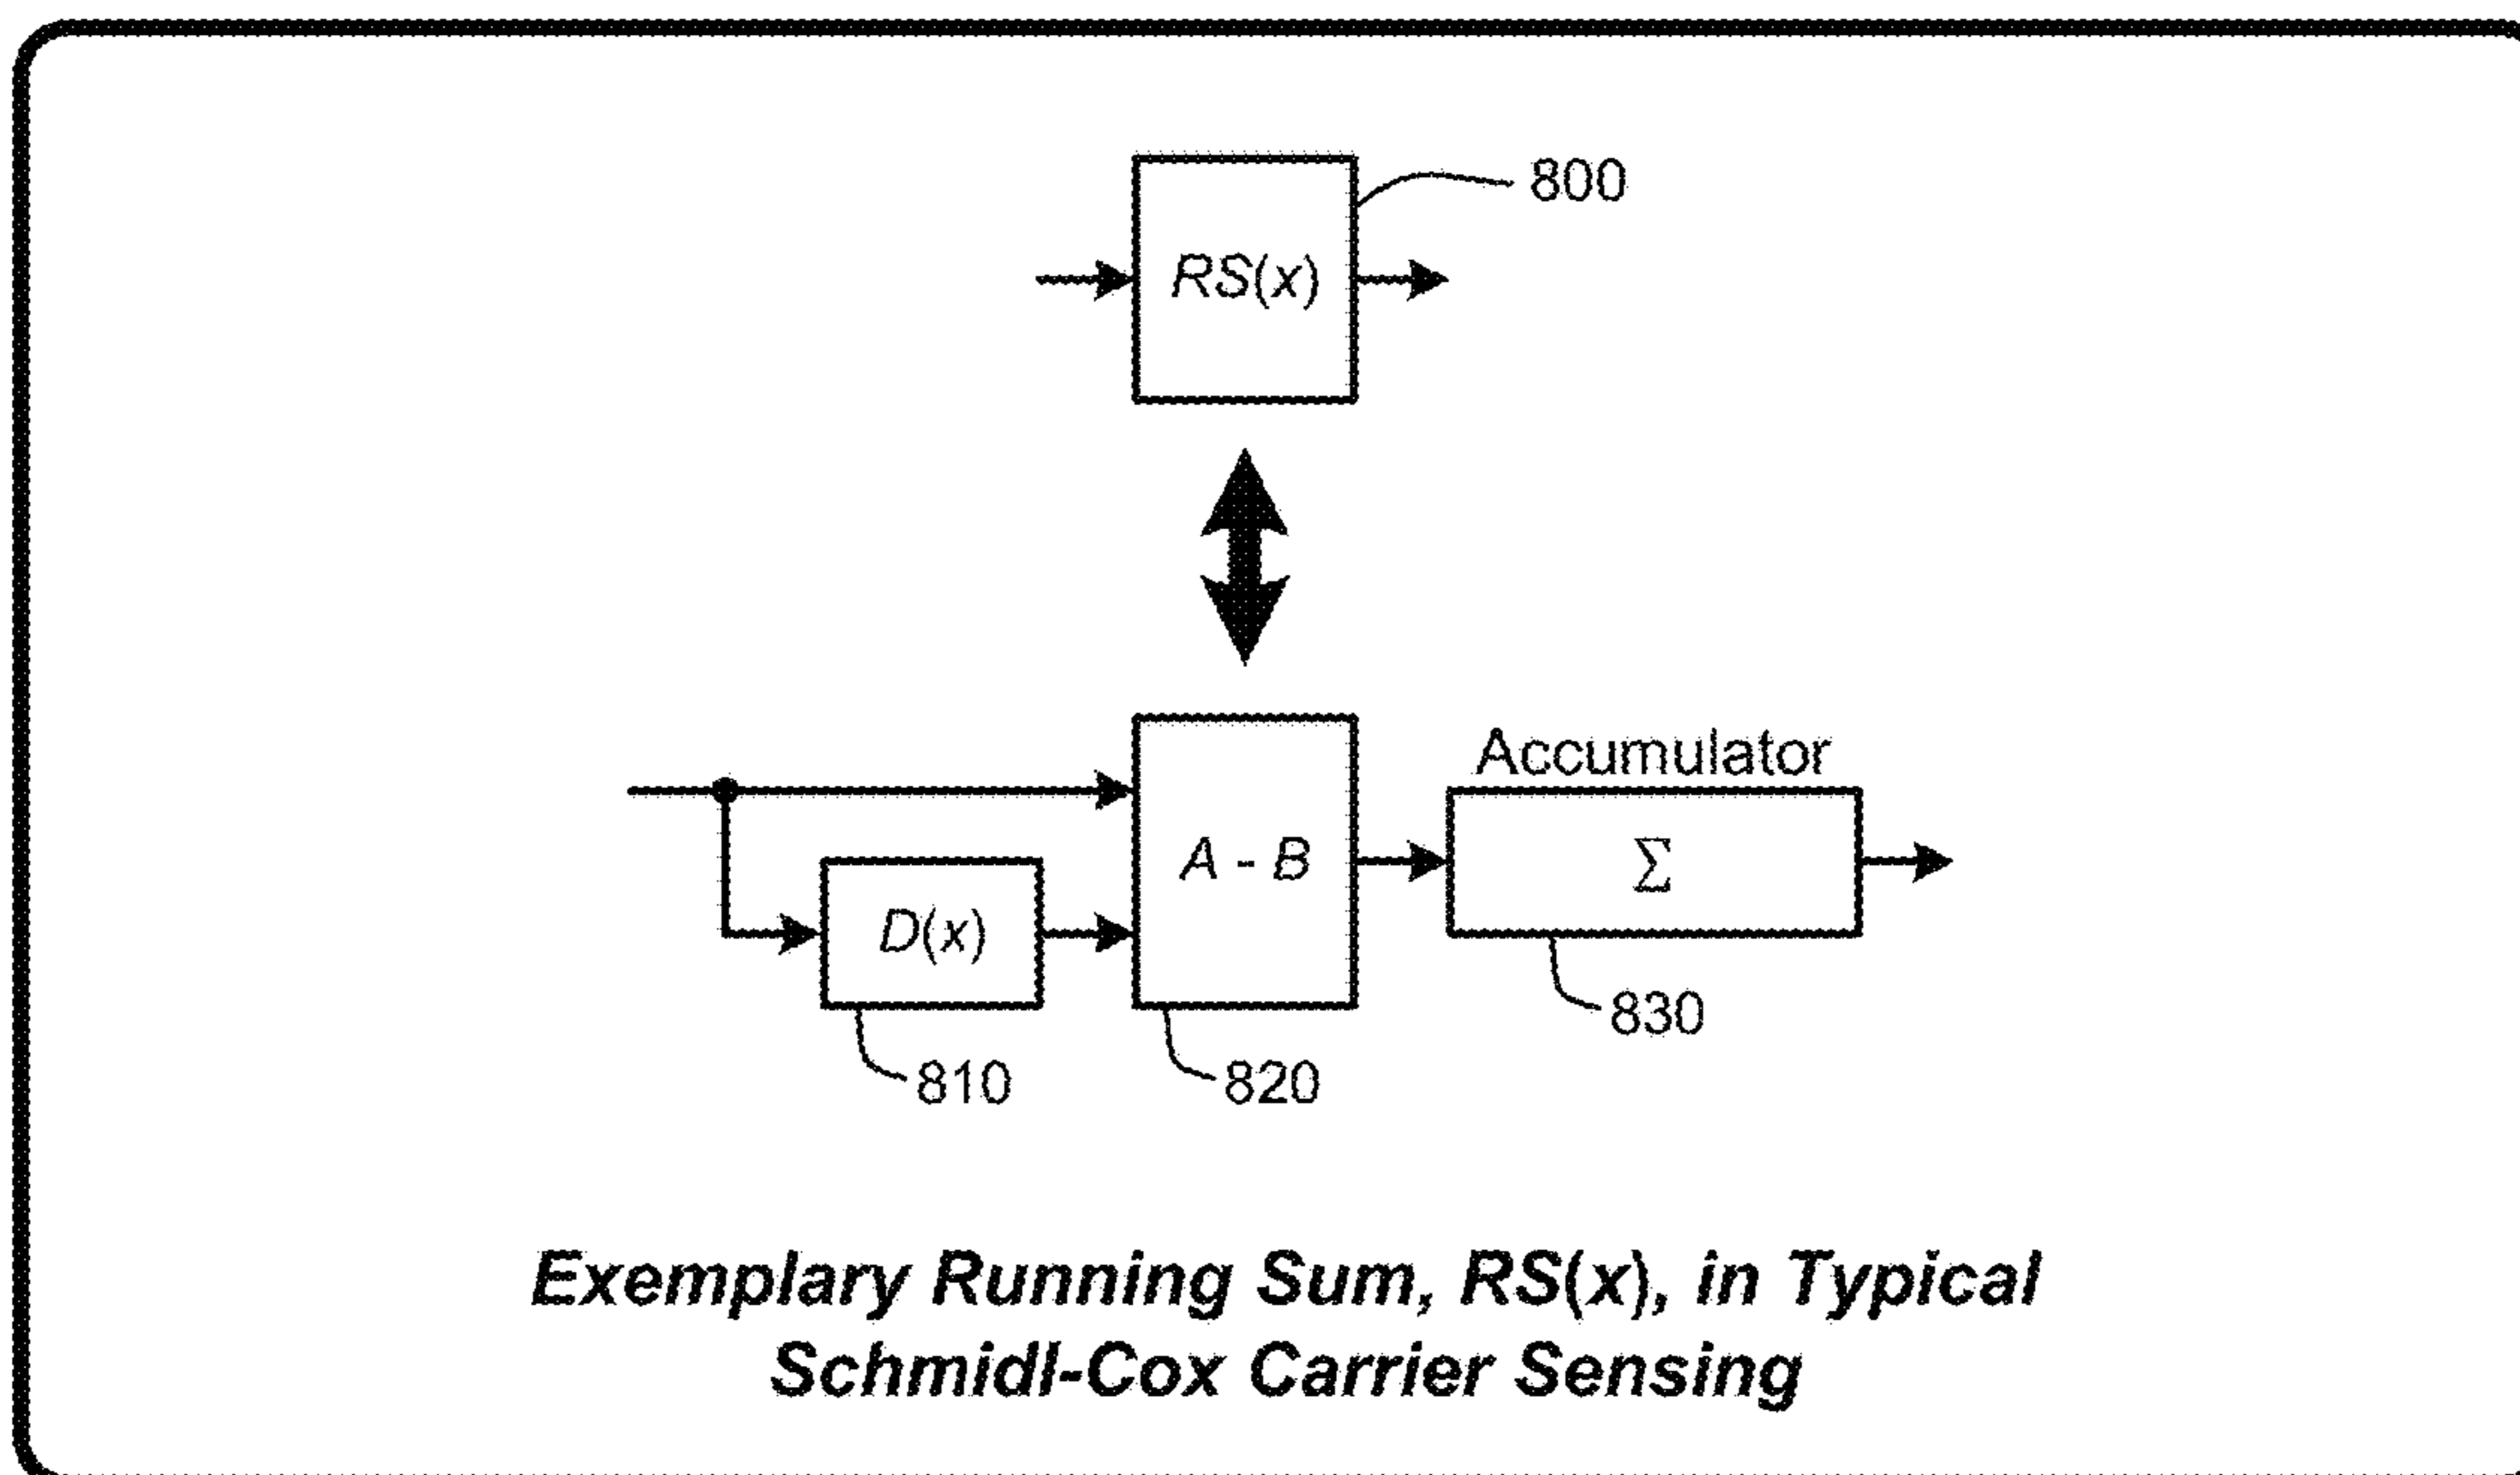 800
RS(x)
Accumulator
A - B
Σ
D(x)
830
810
820
Exemplary Running Sum, RS(x), in Typical
Schmidl-Cox Carrier Sensing